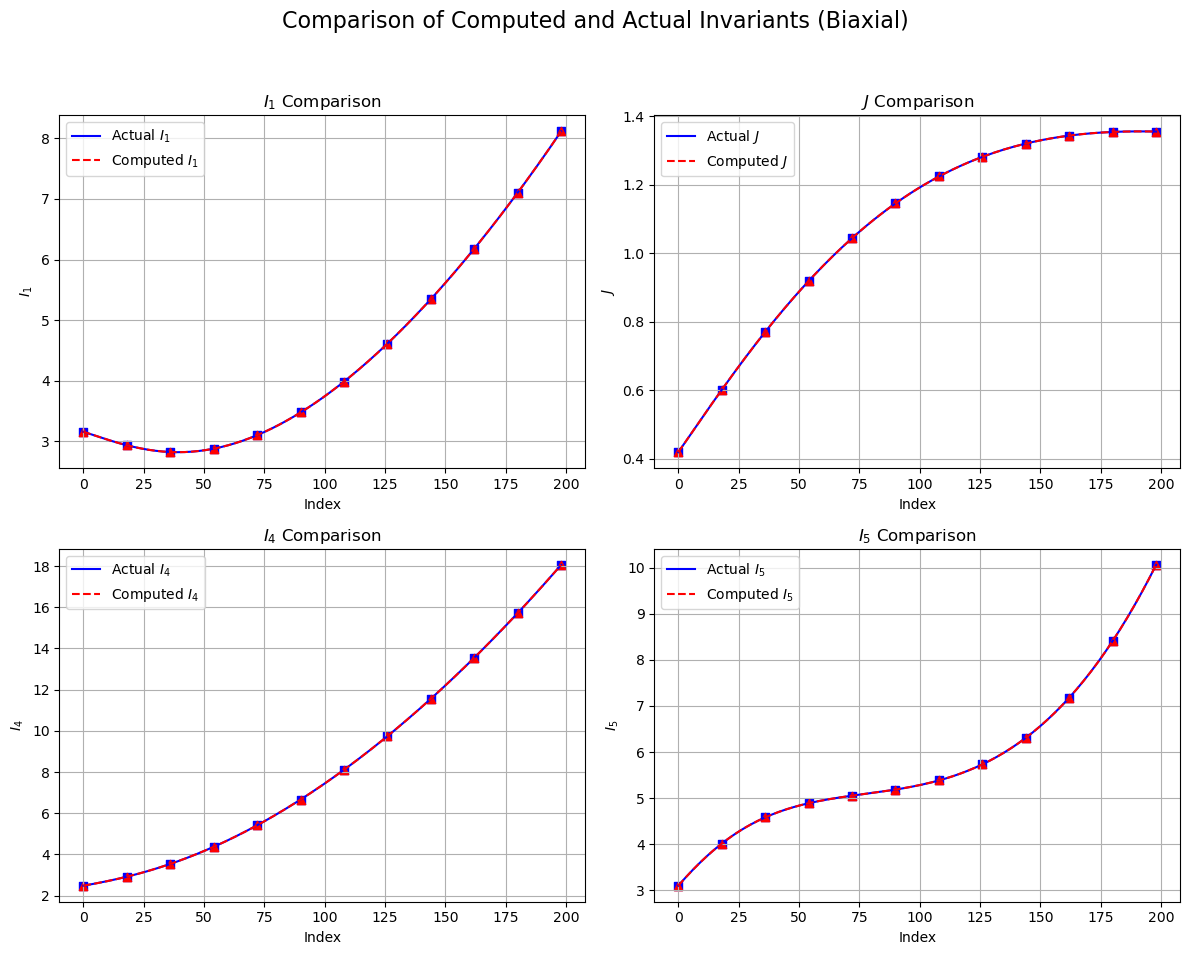 Comparison of Computed and Actual Invariants (Biaxial)
I₁ Comparison
Actual I₁
Computed I₁
8
7
6
5
4
3
I₁
0 25 50 75 100 125 150 175 200
Index
J Comparison
Actual J
Computed J
1.4
1.2
1.0
0.8
0.6
0.4
J
0 25 50 75 100 125 150 175 200
Index
I₄ Comparison
Actual I₄
Computed I₄
18
16
14
12
10
8
6
4
2
I₄
0 25 50 75 100 125 150 175 200
Index
I₅ Comparison
Actual I₅
Computed I₅
10
9
8
7
6
5
4
3
I₅
0 25 50 75 100 125 150 175 200
Index